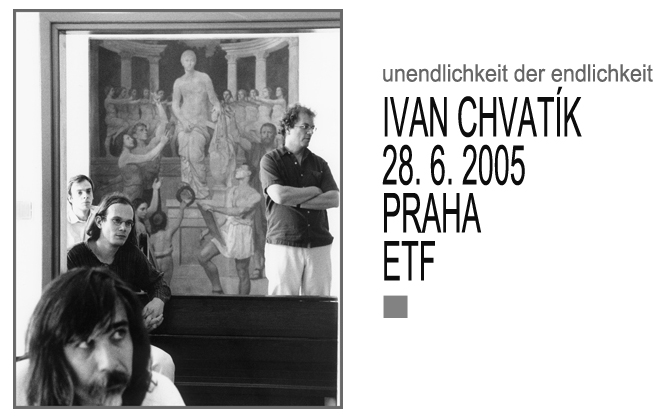 unendlichkeit der endlichkeit
IVAN CHVATÍK
28. 6. 2005
PRAHA
ETF